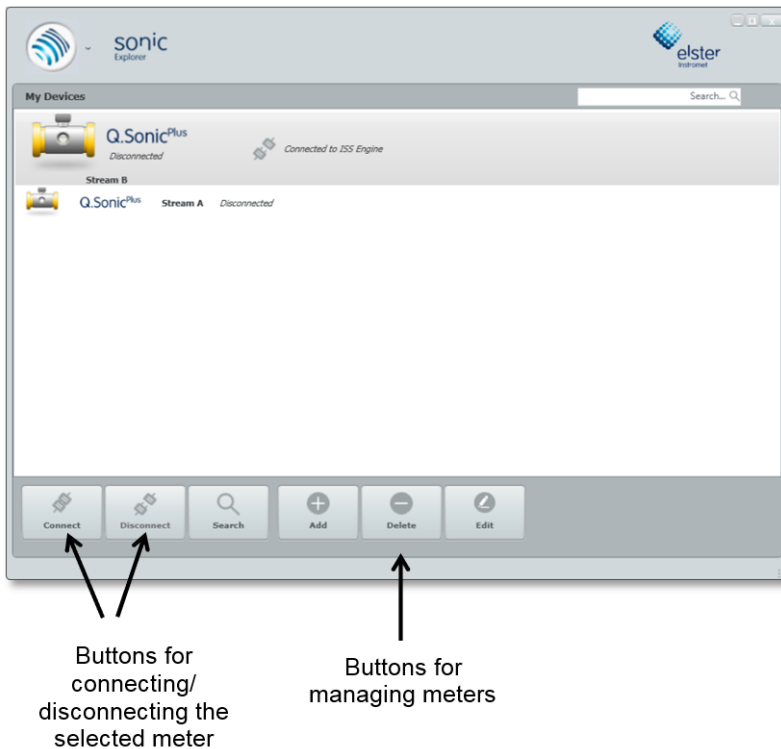 sonic
Explorer
elster
Instromet
My Devices
Search...
Q.SonicPlus
Disconnected
Connected to ISS Engine
Stream B
Q.SonicPlus Stream A Disconnected
Connect Disconnect Search Add Delete Edit
Buttons for
connecting/
disconnecting the
selected meter
Buttons for
managing meters